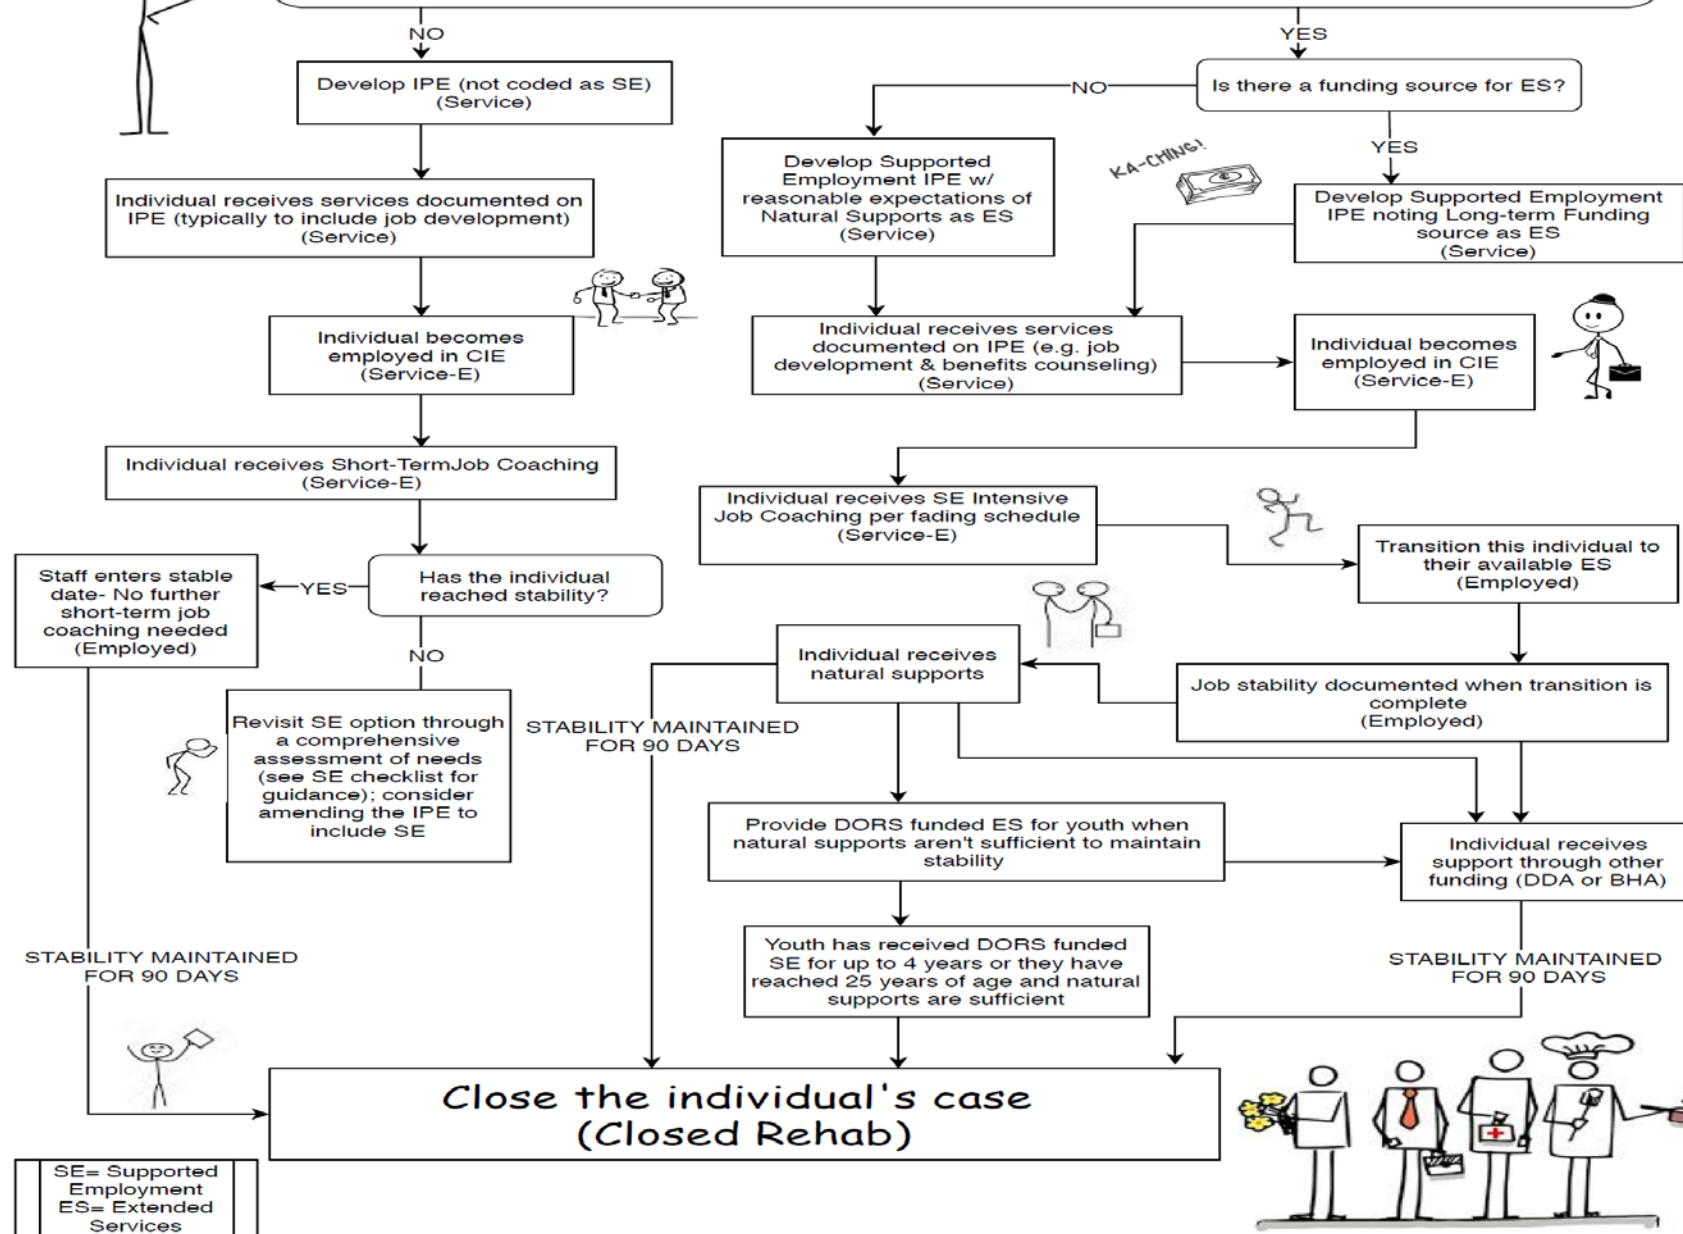 NO
YES
Develop IPE (not coded as SE)
(Service)
Is there a funding source for ES?
NO
YES
KA-CHING!
Individual receives services documented on
IPE (typically to include job development)
(Service)
Develop Supported
Employment IPE w/
reasonable expectations of
Natural Supports as ES
(Service)
Develop Supported Employment
IPE noting Long-term Funding
source as ES
(Service)
Individual becomes
employed in CIE
(Service-E)
Individual receives services
documented on IPE (e.g. job
development & benefits counseling)
(Service)
Individual becomes
employed in CIE
(Service-E)
Individual receives Short-TermJob Coaching
(Service-E)
Individual receives SE Intensive
Job Coaching per fading schedule
(Service-E)
Transition this individual to
their available ES
(Employed)
Staff enters stable
date- No further
short-term job
coaching needed
(Employed)
YES
Has the individual
reached stability?
NO
Individual receives
natural supports
Job stability documented when transition is
complete
(Employed)
Revisit SE option through
a comprehensive
assessment of needs
(see SE checklist for
guidance); consider
amending the IPE to
include SE
STABILITY MAINTAINED
FOR 90 DAYS
Provide DORS funded ES for youth when
natural supports aren't sufficient to maintain
stability
Individual receives
support through other
funding (DDA or BHA)
Youth has received DORS funded
SE for up to 4 years or they have
reached 25 years of age and natural
supports are sufficient
STABILITY MAINTAINED
FOR 90 DAYS
STABILITY MAINTAINED
FOR 90 DAYS
Close the individual's case
(Closed Rehab)
SE= Supported
Employment
ES= Extended
Services